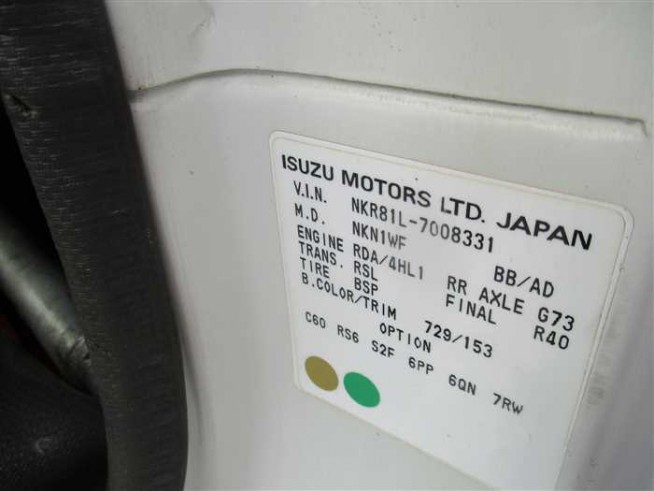 ISUZU MOTORS LTD. JAPAN
V.I.N. NKR81L-7008331
M.D. NKN1WF BB/AD
ENGINE RDA/4HL1 RR AXLE G73
TRANS. RSL FINAL R40
TIRE BSP
B.COLOR/TRIM 729/153
OPTION
C60 RS6 S2F 6PP 6QN 7RW